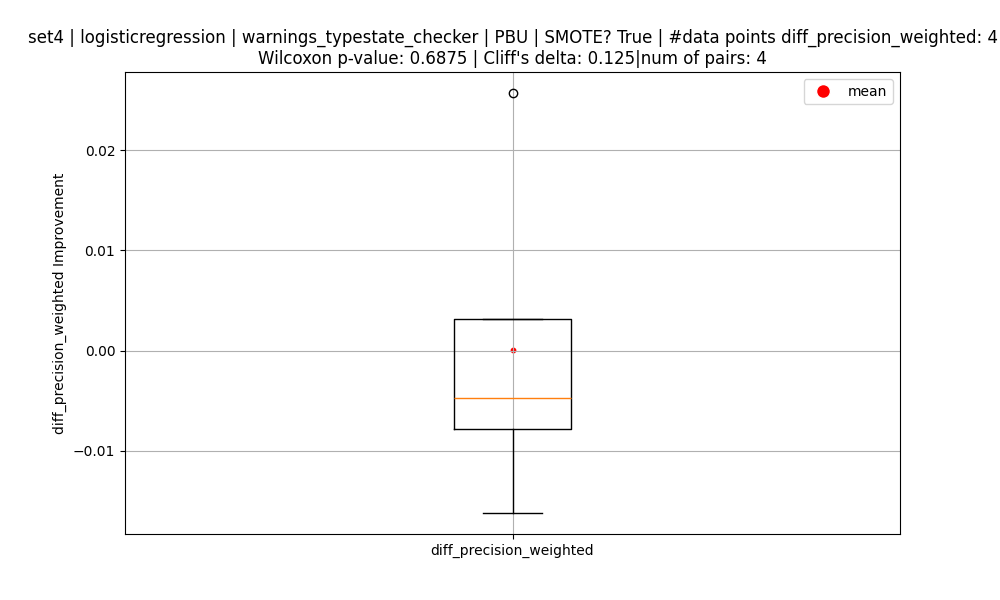 set4 | logisticregression | warnings_typestate_checker | PBU | SMOTE? True | #data points diff_precision_weighted: 4
Wilcoxon p-value: 0.6875 | Cliff's delta: 0.125|num of pairs: 4
mean
0.02
0.01
0.00
−0.01
diff_precision_weighted Improvement
diff_precision_weighted